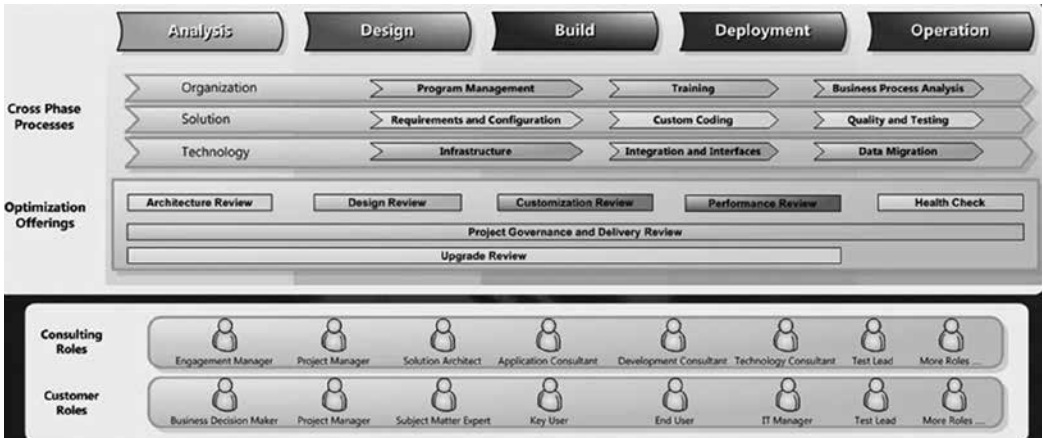 Analysis Design Build Deployment Operation
Cross Phase
Processes
Organization Program Management Training Business Process Analysis
Solution Requirements and Configuration Custom Coding Quality and Testing
Technology Infrastructure Integration and Interfaces Data Migration
Optimization
Offerings
Architecture Review Design Review Customization Review Performance Review Health Check
Project Governance and Delivery Review
Upgrade Review
Consulting
Roles
Engagement Manager Project Manager Solution Architect Application Consultant Development Consultant Technology Consultant Test Lead More Roles ....
Customer
Roles
Business Decision Maker Project Manager Subject Matter Expert Key User End User IT Manager Test Lead More Roles ....